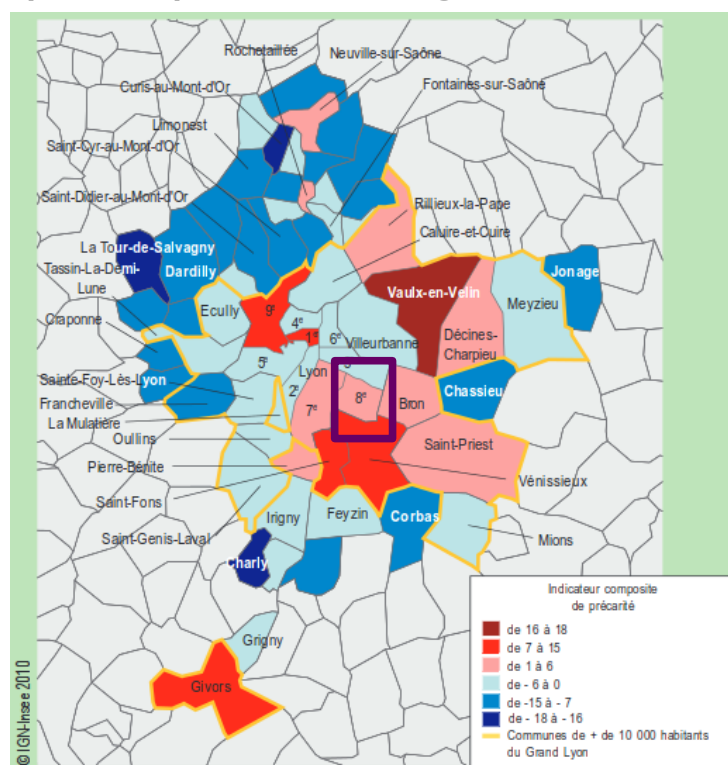 Rochetaillée
Neuville-sur-Saône
Curis-au-Mont-d'Or
Fontaines-sur-Saône
Limonest
Saint-Cyr-au-Mont-d'Or
Saint-Didier-au-Mont-d'Or
Rillieux-la-Pape
Caluire-et-Cuire
La Tour-de-Salvagny
Dardilly
Tassin-La-Demi-
Lune
Jonage
Vaulx-en-Velin
Meyzieu
Ecully
9e
4e
1e
6e
Villeurbanne
Décines-
Charpieu
Craponne
5e
Lyon
Sainte-Foy-Lès-Lyon
2e
8e
Bron
Chassieu
Francheville
7e
La Mulatière
Oullins
Saint-Priest
Pierre-Bénite
Vénissieux
Saint-Fons
Irigny
Feyzin
Corbas
Saint-Genis-Laval
Mions
Charly
Grigny
Givors
Indicateur composite
de précarité
de 16 à 18
de 7 à 15
de 1 à 6
de - 6 à 0
de -15 à - 7
de - 18 à - 16
Communes de + de 10 000 habitants
du Grand Lyon
© IGN-Insee 2010